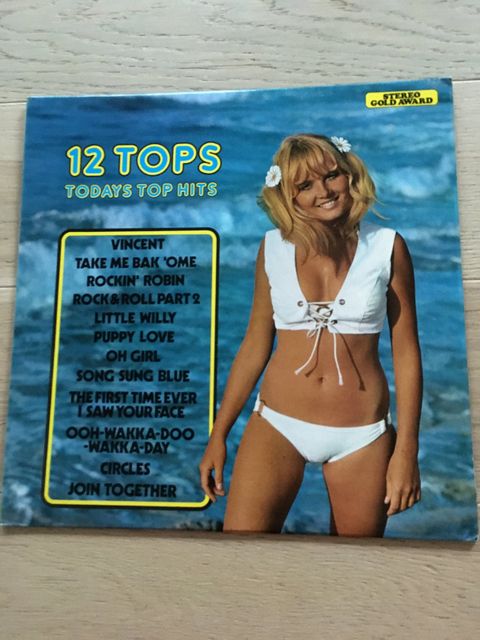 STEREO
GOLD AWARD
12 TOPS
TODAYS TOP HITS
VINCENT
TAKE ME BAK 'OME
ROCKIN' ROBIN
ROCK & ROLL PART 2
LITTLE WILLY
PUPPY LOVE
OH GIRL
SONG SUNG BLUE
THE FIRST TIME EVER
I SAW YOUR FACE
OOH-WAKKA-DOO
-WAKKA-DAY
CIRCLES
JOIN TOGETHER